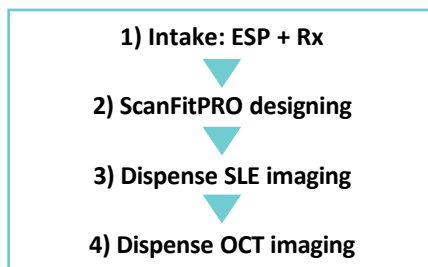 1) Intake: ESP + Rx
2) ScanFitPRO designing
3) Dispense SLE imaging
4) Dispense OCT imaging